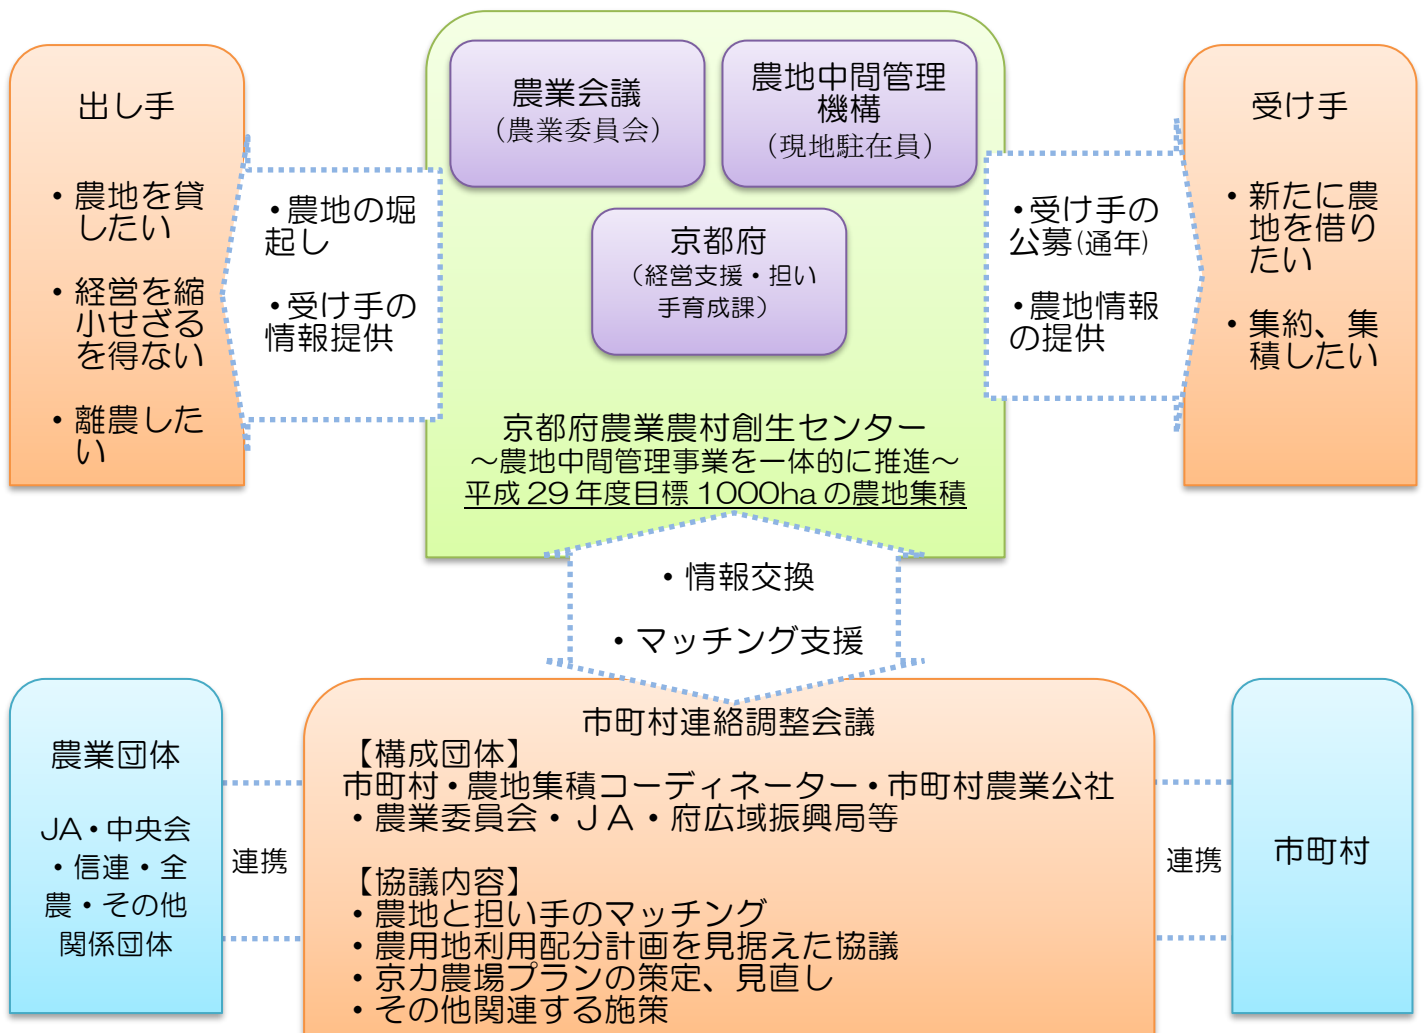 出し手
・農地を貸
したい
・経営を縮
小せざる
を得ない
・離農した
い
・農地の堀
起し
・受け手の
情報提供
農業会議
（農業委員会）
農地中間管理
機構
（現地駐在員）
京都府
（経営支援・担い
手育成課）
京都府農業農村創生センター
～農地中間管理事業を一体的に推進～
平成29年度目標1000haの農地集積
・受け手の
公募(通年)
・農地情報
の提供
受け手
・新たに農
地を借り
たい
・集約、集
積したい
・情報交換
・マッチング支援
農業団体
JA・中央会
・信連・全
農・その他
関係団体
連携
市町村連絡調整会議
【構成団体】
市町村・農地集積コーディネーター・市町村農業公社
・農業委員会・ＪＡ・府広域振興局等
【協議内容】
・農地と担い手のマッチング
・農用地利用配分計画を見据えた協議
・京力農場プランの策定、見直し
・その他関連する施策
連携
市町村